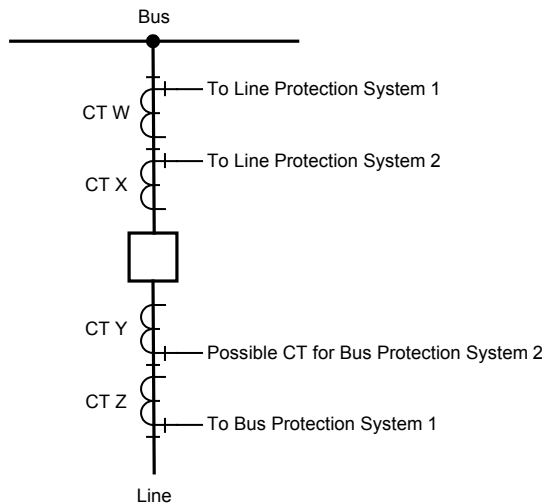 Bus
To Line Protection System 1
CT W
To Line Protection System 2
CT X
CT Y
Possible CT for Bus Protection System 2
CT Z
To Bus Protection System 1
Line